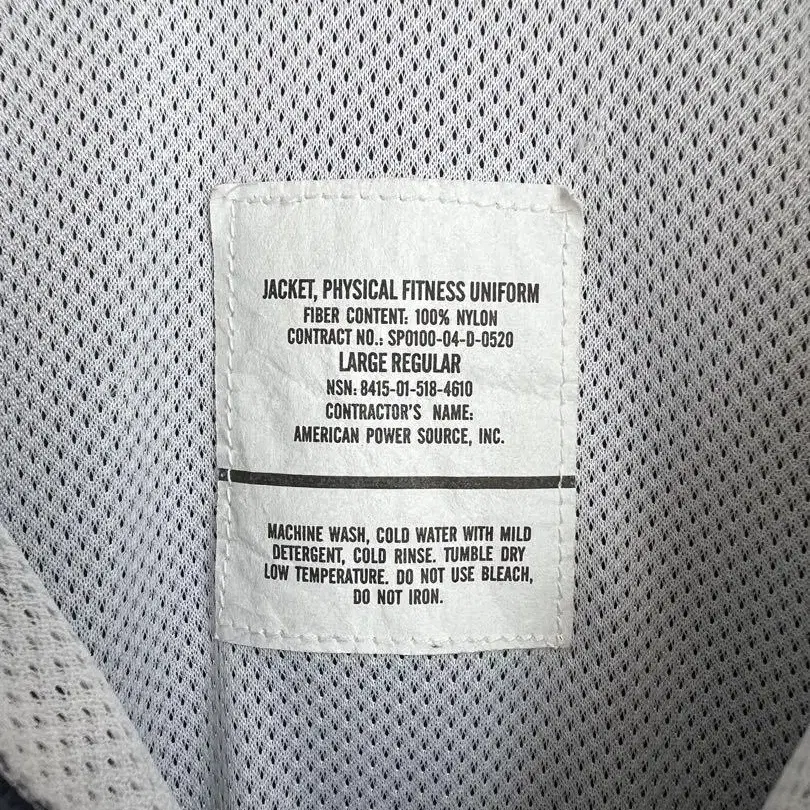 JACKET, PHYSICAL FITNESS UNIFORM
FIBER CONTENT: 100% NYLON
CONTRACT NO.: SP0100-04-D-0520
LARGE REGULAR
NSN: 8415-01-518-4610
CONTRACTOR'S NAME:
AMERICAN POWER SOURCE, INC.
MACHINE WASH, COLD WATER WITH MILD
DETERGENT, COLD RINSE. TUMBLE DRY
LOW TEMPERATURE. DO NOT USE BLEACH,
DO NOT IRON.